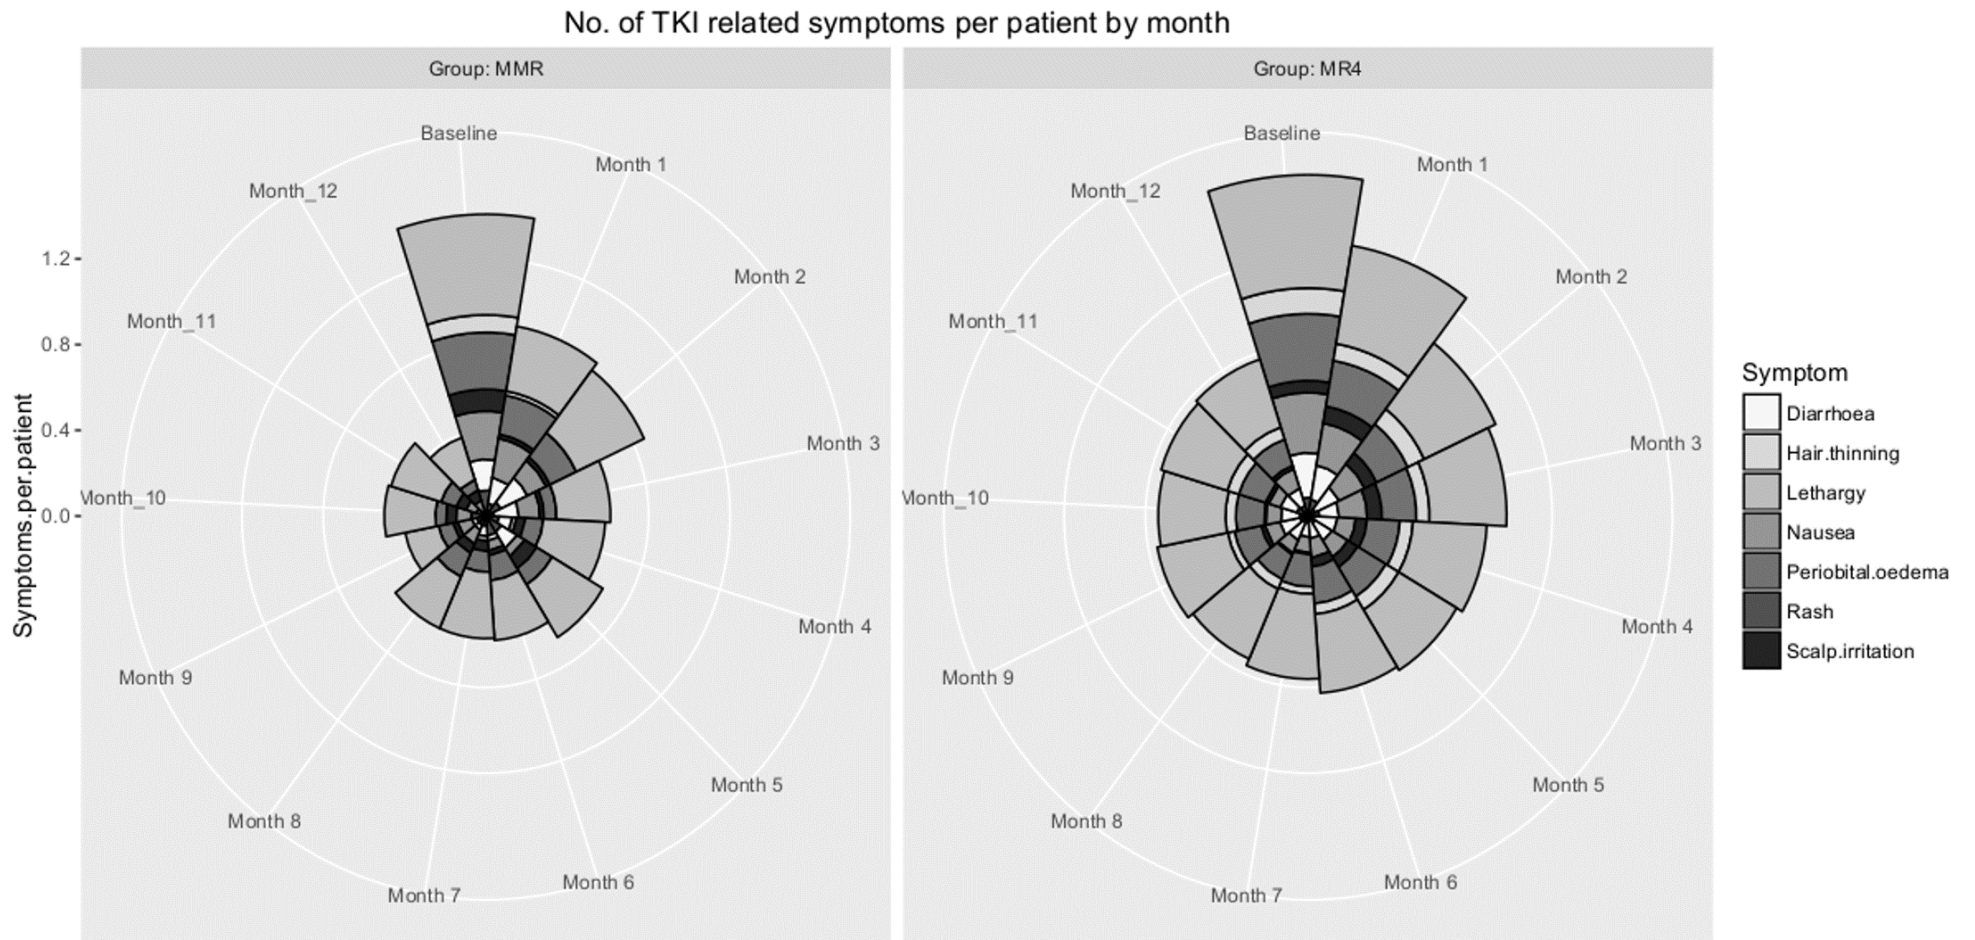 No. of TKI related symptoms per patient by month
Group: MMR
Group: MR4
Symptoms.per.patient
1.2
0.8
0.4
0.0
Baseline
Month 1
Month 2
Month 3
Month 4
Month 5
Month 6
Month 7
Month 8
Month 9
Month_10
Month_11
Month_12
Baseline
Month 1
Month 2
Month 3
Month 4
Month 5
Month 6
Month 7
Month 8
Month 9
Month_10
Month_11
Month_12
Symptom
Diarrhoea
Hair.thinning
Lethargy
Nausea
Periobital.oedema
Rash
Scalp.irritation